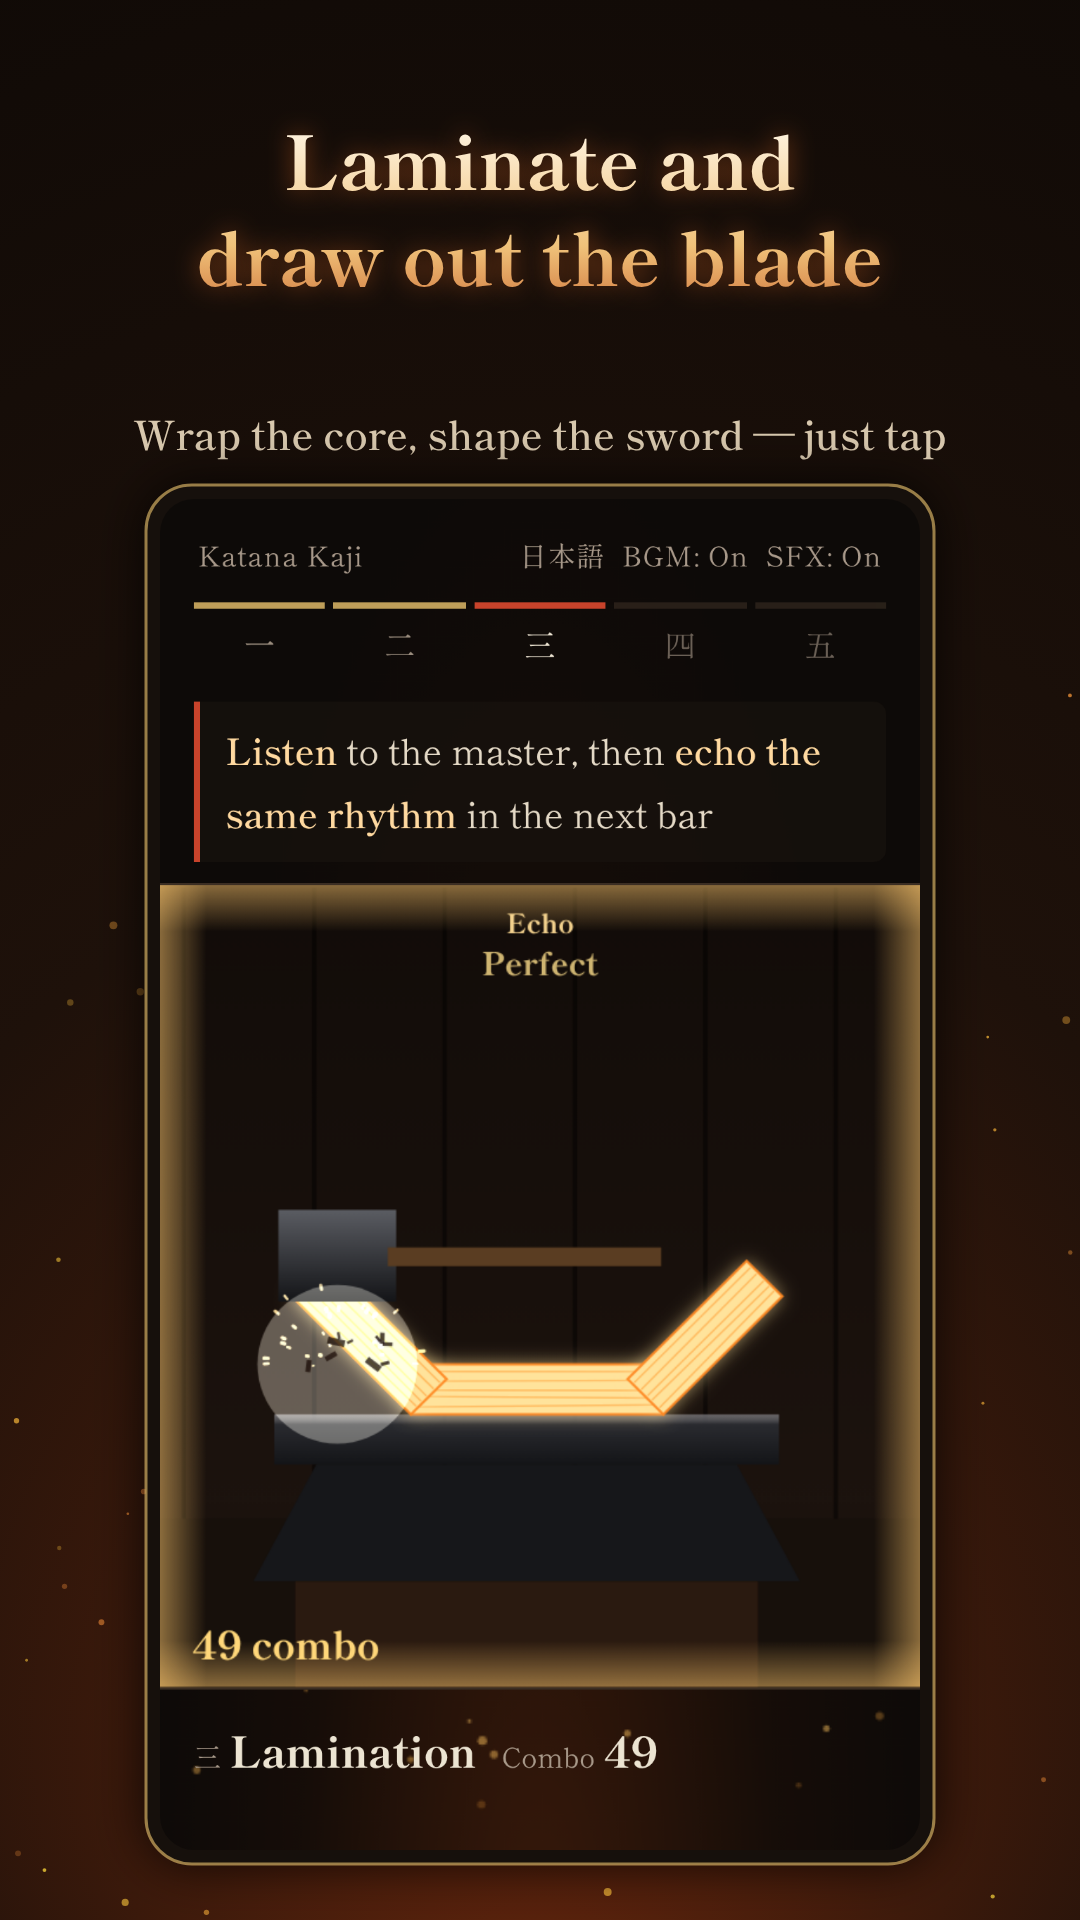 Laminate and
draw out the blade
Wrap the core, shape the sword — just tap
Katana Kaji 日本語 BGM: On SFX: On
一 二 三 四 五
Listen to the master, then echo the
same rhythm in the next bar
Echo
Perfect
49 combo
三 Lamination Combo 49